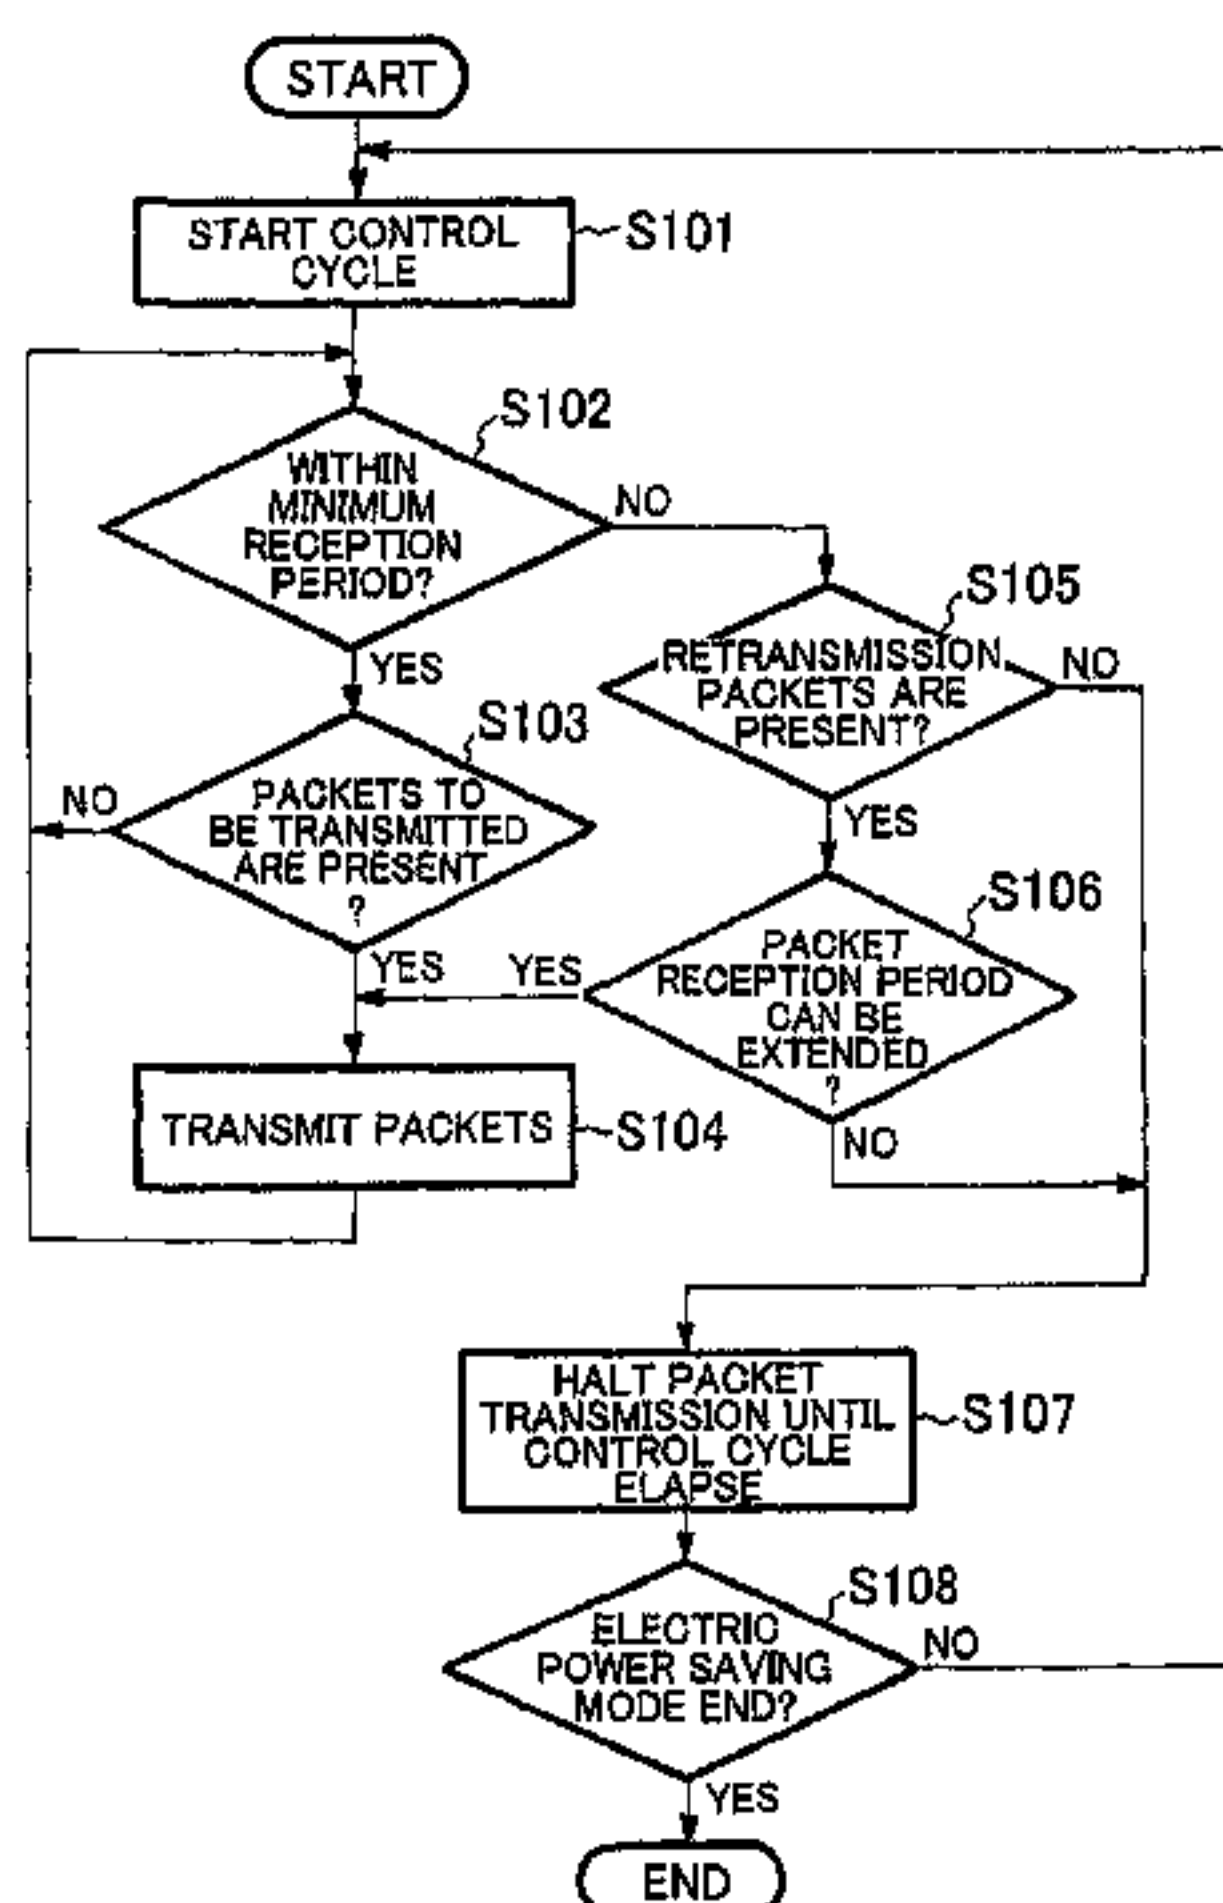 START
START CONTROL
CYCLE
S101
S102
WITHIN
MINIMUM
RECEPTION
PERIOD?
NO
YES
S105
RETRANSMISSION
PACKETS ARE
PRESENT?
NO
YES
S103
PACKETS TO
BE TRANSMITTED
ARE PRESENT
?
NO
YES
S106
PACKET
RECEPTION PERIOD
CAN BE
EXTENDED
?
YES
NO
TRANSMIT PACKETS
S104
HALT PACKET
TRANSMISSION UNTIL
CONTROL CYCLE
ELAPSE
S107
S108
ELECTRIC
POWER SAVING
MODE END?
NO
YES
END